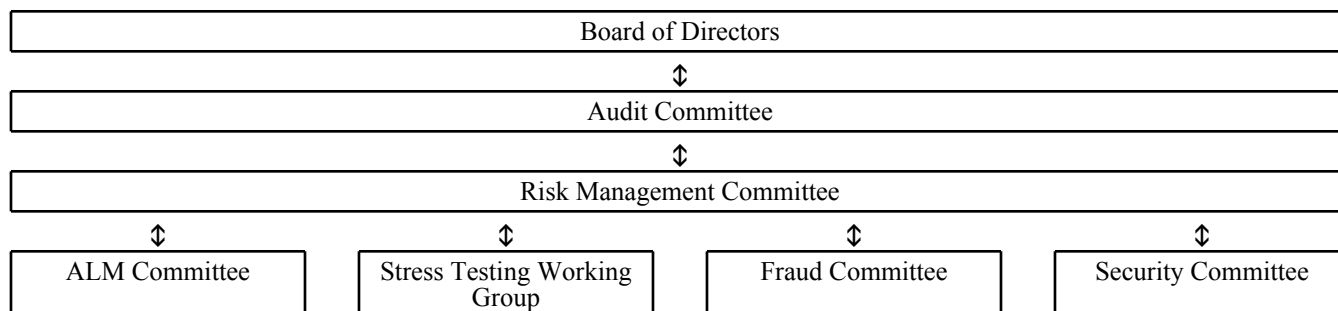 Board of Directors
↕
Audit Committee
↕
Risk Management Committee
↕ ↕ ↕ ↕
ALM Committee Stress Testing Working Fraud Committee Security Committee
Group